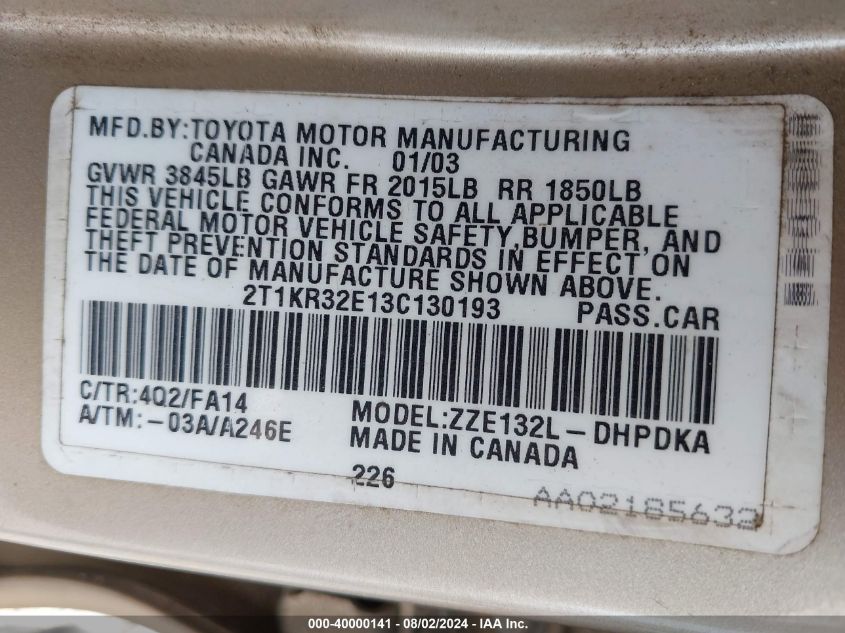 MFD.BY:TOYOTA MOTOR MANUFACTURING
CANADA INC. 01/03
GVWR 3845LB GAWR FR 2015LB RR 1850LB
THIS VEHICLE CONFORMS TO ALL APPLICABLE
FEDERAL MOTOR VEHICLE SAFETY,BUMPER, AND
THEFT PREVENTION STANDARDS IN EFFECT ON
THE DATE OF MANUFACTURE SHOWN ABOVE.
2T1KR32E13C130193 PASS.CAR
C/TR:4Q2/FA14
A/TM:-03A/A246E
MODEL:ZZE132L-DHPDKA
MADE IN CANADA
226
AA02185632
000-40000141 - 08/02/2024 - IAA Inc.